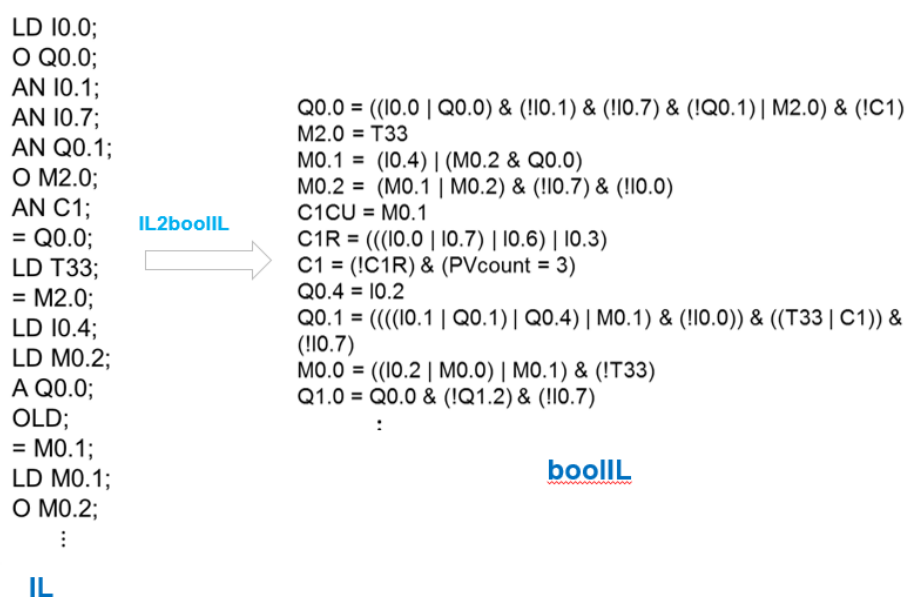 LD I0.0;
O Q0.0;
AN I0.1;
AN I0.7;
AN Q0.1;
O M2.0;
AN C1;
= Q0.0;
LD T33;
= M2.0;
LD I0.4;
LD M0.2;
A Q0.0;
OLD;
= M0.1;
LD M0.1;
O M0.2;
⋮
IL
IL2boolIL
Q0.0 = ((I0.0 | Q0.0) & (!I0.1) & (!I0.7) & (!Q0.1) | M2.0) & (!C1)
M2.0 = T33
M0.1 = (I0.4) | (M0.2 & Q0.0)
M0.2 = (M0.1 | M0.2) & (!I0.7) & (!I0.0)
C1CU = M0.1
C1R = (((I0.0 | I0.7) | I0.6) | I0.3)
C1 = (!C1R) & (PVcount = 3)
Q0.4 = I0.2
Q0.1 = ((((I0.1 | Q0.1) | Q0.4) | M0.1) & (!I0.0)) & ((T33 | C1)) &
(!I0.7)
M0.0 = ((I0.2 | M0.0) | M0.1) & (!T33)
Q1.0 = Q0.0 & (!Q1.2) & (!I0.7)
:
boolIL